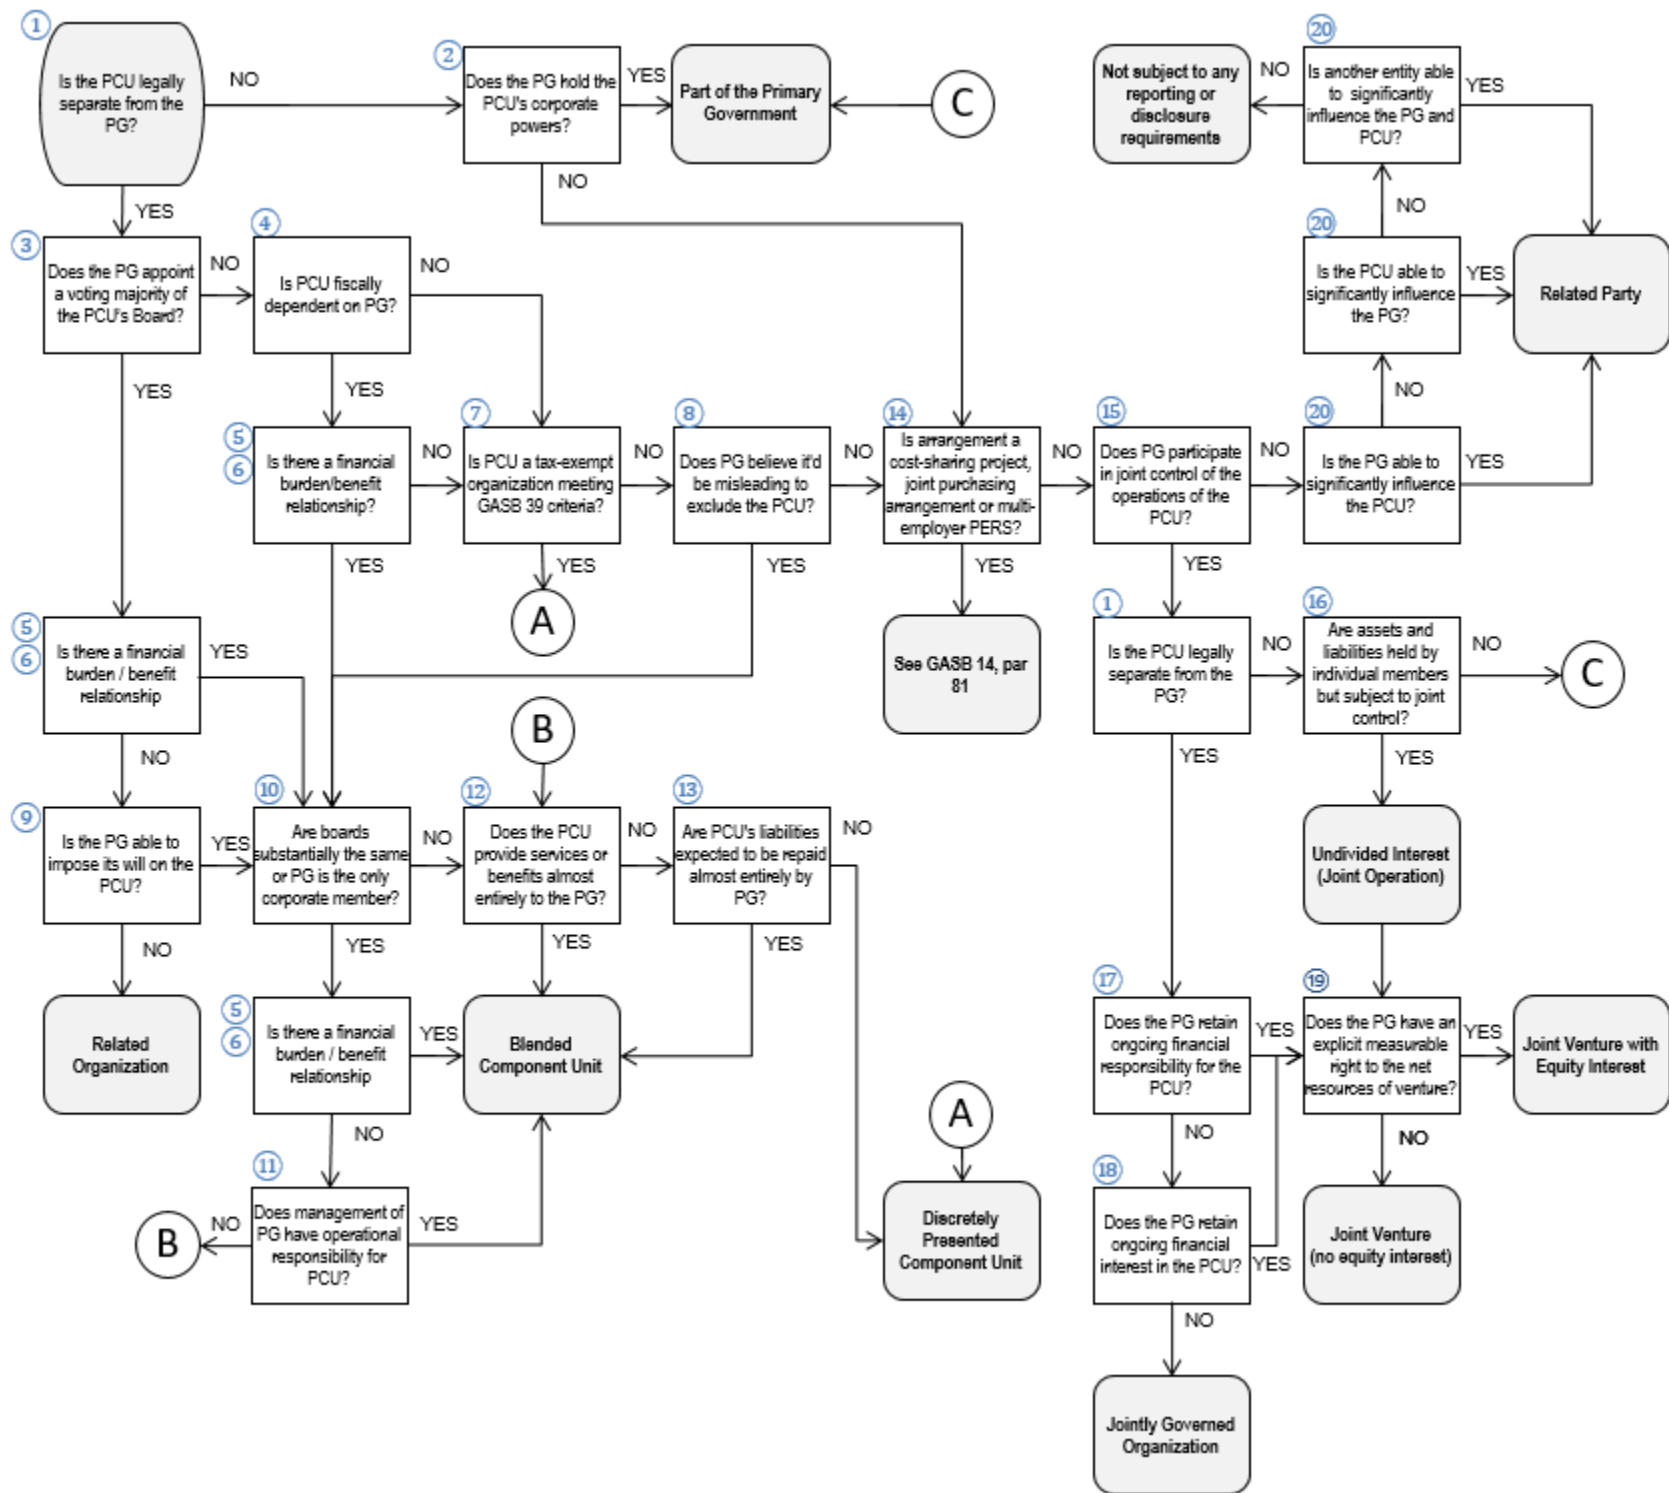 1
Is the PCU legally
separate from the
PG?
NO
YES
2
Does the PG hold the
PCU's corporate
powers?
YES
NO
Part of the Primary
Government
C
Not subject to any
reporting or
disclosure
requirements
NO
20
Is another entity able
to significantly
influence the PG and
PCU?
YES
3
Does the PG appoint
a voting majority of
the PCU's Board?
NO
YES
4
Is PCU fiscally
dependent on PG?
NO
YES
NO
20
Is the PCU able to
significantly influence
the PG?
YES
NO
Related Party
5
6
Is there a financial
burden/benefit
relationship?
NO
YES
7
Is PCU a tax-exempt
organization meeting
GASB 39 criteria?
NO
YES
A
8
Does PG believe it'd
be misleading to
exclude the PCU?
NO
YES
14
Is arrangement a
cost-sharing project,
joint purchasing
arrangement or multi-
employer PERS?
NO
YES
See GASB 14, par
81
15
Does PG participate
in joint control of the
operations of the
PCU?
NO
YES
20
Is the PG able to
significantly influence
the PCU?
YES
5
6
Is there a financial
burden / benefit
relationship
YES
NO
B
1
Is the PCU legally
separate from the
PG?
NO
YES
16
Are assets and
liabilities held by
individual members
but subject to joint
control?
NO
YES
C
9
Is the PG able to
impose its will on the
PCU?
YES
NO
10
Are boards
substantially the same
or PG is the only
corporate member?
NO
YES
12
Does the PCU
provide services or
benefits almost
entirely to the PG?
NO
YES
13
Are PCU's liabilities
expected to be repaid
almost entirely by
PG?
NO
YES
Undivided Interest
(Joint Operation)
Related
Organization
5
6
Is there a financial
burden / benefit
relationship
YES
NO
Blended
Component Unit
17
Does the PG retain
ongoing financial
responsibility for the
PCU?
YES
NO
19
Does the PG have an
explicit measurable
right to the net
resources of venture?
YES
NO
Joint Venture with
Equity Interest
A
B
NO
11
Does management of
PG have operational
responsibility for
PCU?
YES
Discretely
Presented
Component Unit
18
Does the PG retain
ongoing financial
interest in the PCU?
YES
NO
Joint Venture
(no equity interest)
Jointly Governed
Organization